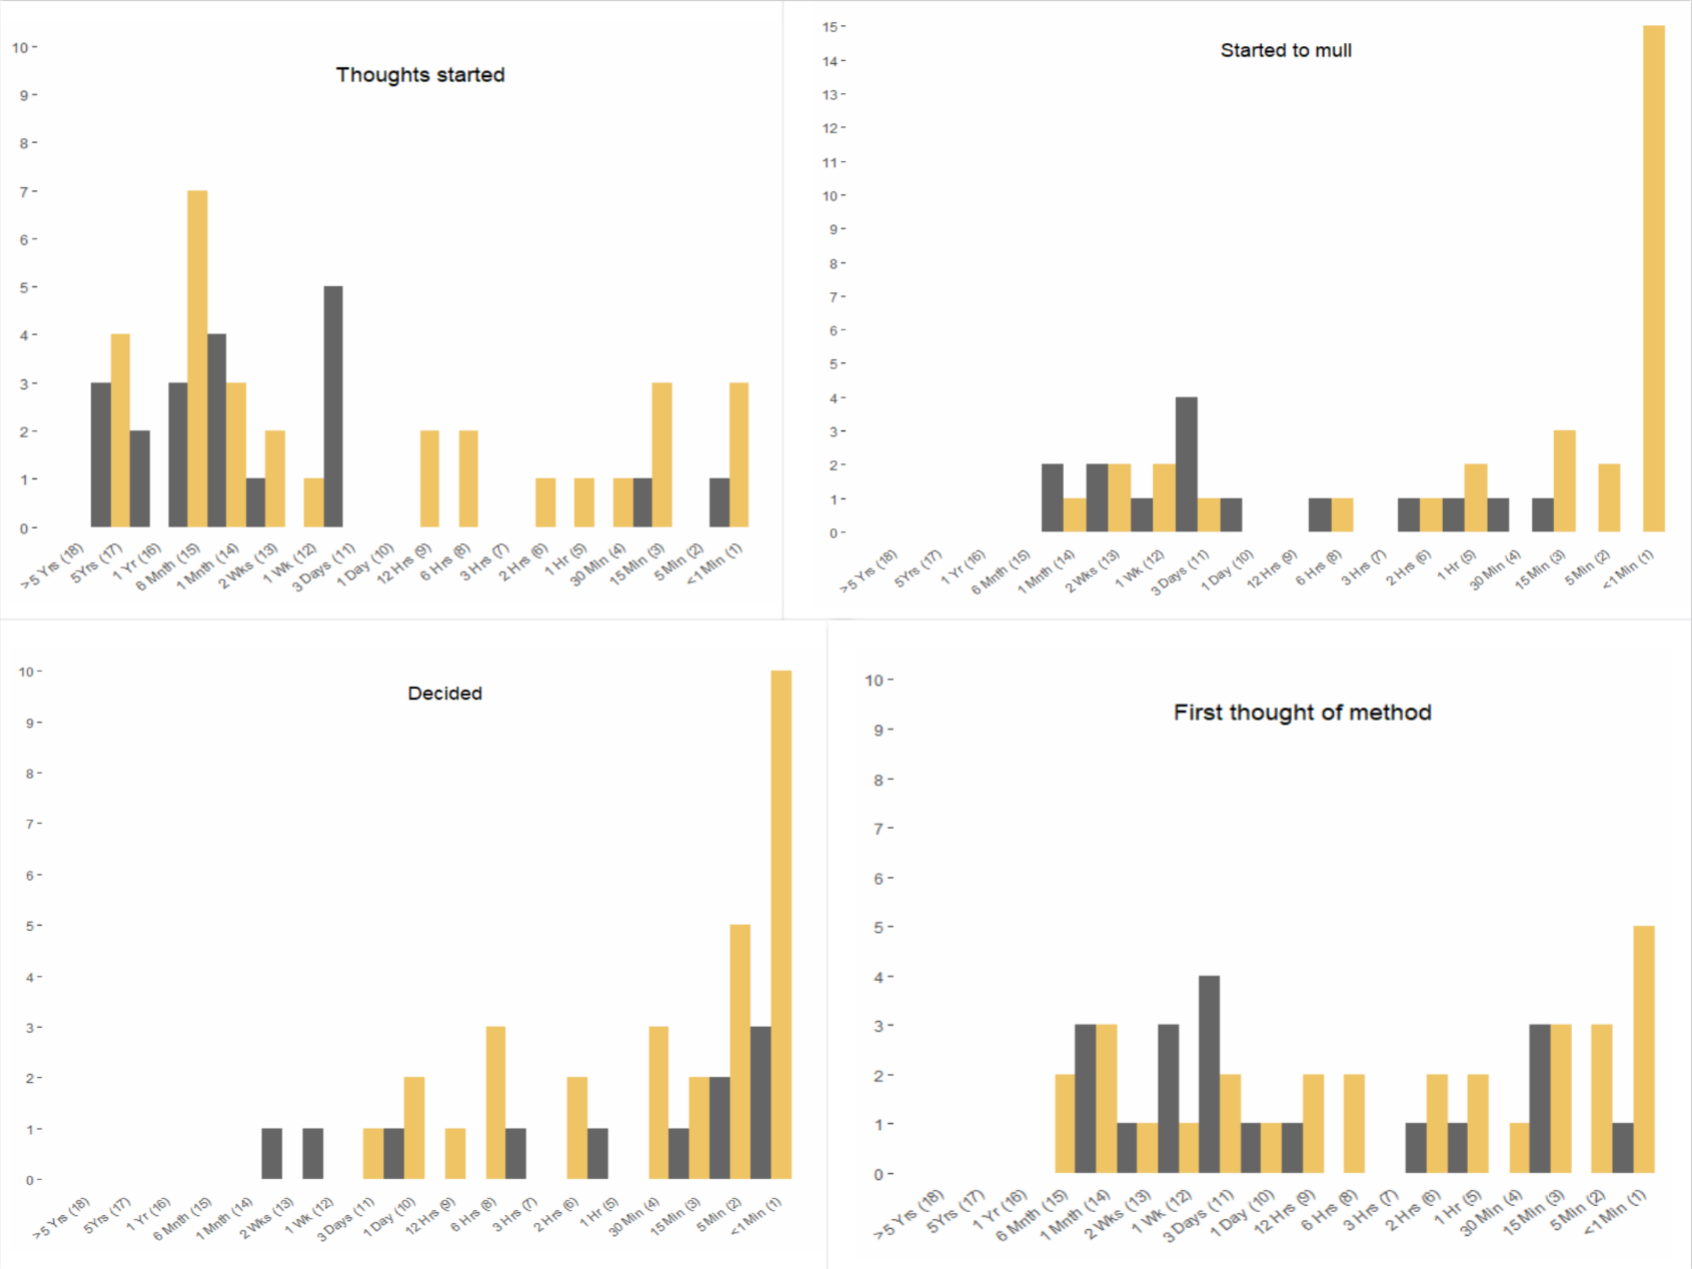 Thoughts started
10
9
8
7
6
5
4
3
2
1
0
>5 Yrs (18)
5Yrs (17)
1 Yr (16)
6 Mnth (15)
1 Mnth (14)
2 Wks (13)
1 Wk (12)
3 Days (11)
1 Day (10)
12 Hrs (9)
6 Hrs (8)
3 Hrs (7)
2 Hrs (6)
1 Hr (5)
30 Min (4)
15 Min (3)
5 Min (2)
<1 Min (1)
Started to mull
15
14
13
12
11
10
9
8
7
6
5
4
3
2
1
0
>5 Yrs (18)
5Yrs (17)
1 Yr (16)
6 Mnth (15)
1 Mnth (14)
2 Wks (13)
1 Wk (12)
3 Days (11)
1 Day (10)
12 Hrs (9)
6 Hrs (8)
3 Hrs (7)
2 Hrs (6)
1 Hr (5)
30 Min (4)
15 Min (3)
5 Min (2)
<1 Min (1)
Decided
10
9
8
7
6
5
4
3
2
1
0
>5 Yrs (18)
5Yrs (17)
1 Yr (16)
6 Mnth (15)
1 Mnth (14)
2 Wks (13)
1 Wk (12)
3 Days (11)
1 Day (10)
12 Hrs (9)
6 Hrs (8)
3 Hrs (7)
2 Hrs (6)
1 Hr (5)
30 Min (4)
15 Min (3)
5 Min (2)
<1 Min (1)
First thought of method
10
9
8
7
6
5
4
3
2
1
0
>5 Yrs (18)
5Yrs (17)
1 Yr (16)
6 Mnth (15)
1 Mnth (14)
2 Wks (13)
1 Wk (12)
3 Days (11)
1 Day (10)
12 Hrs (9)
6 Hrs (8)
3 Hrs (7)
2 Hrs (6)
1 Hr (5)
30 Min (4)
15 Min (3)
5 Min (2)
<1 Min (1)